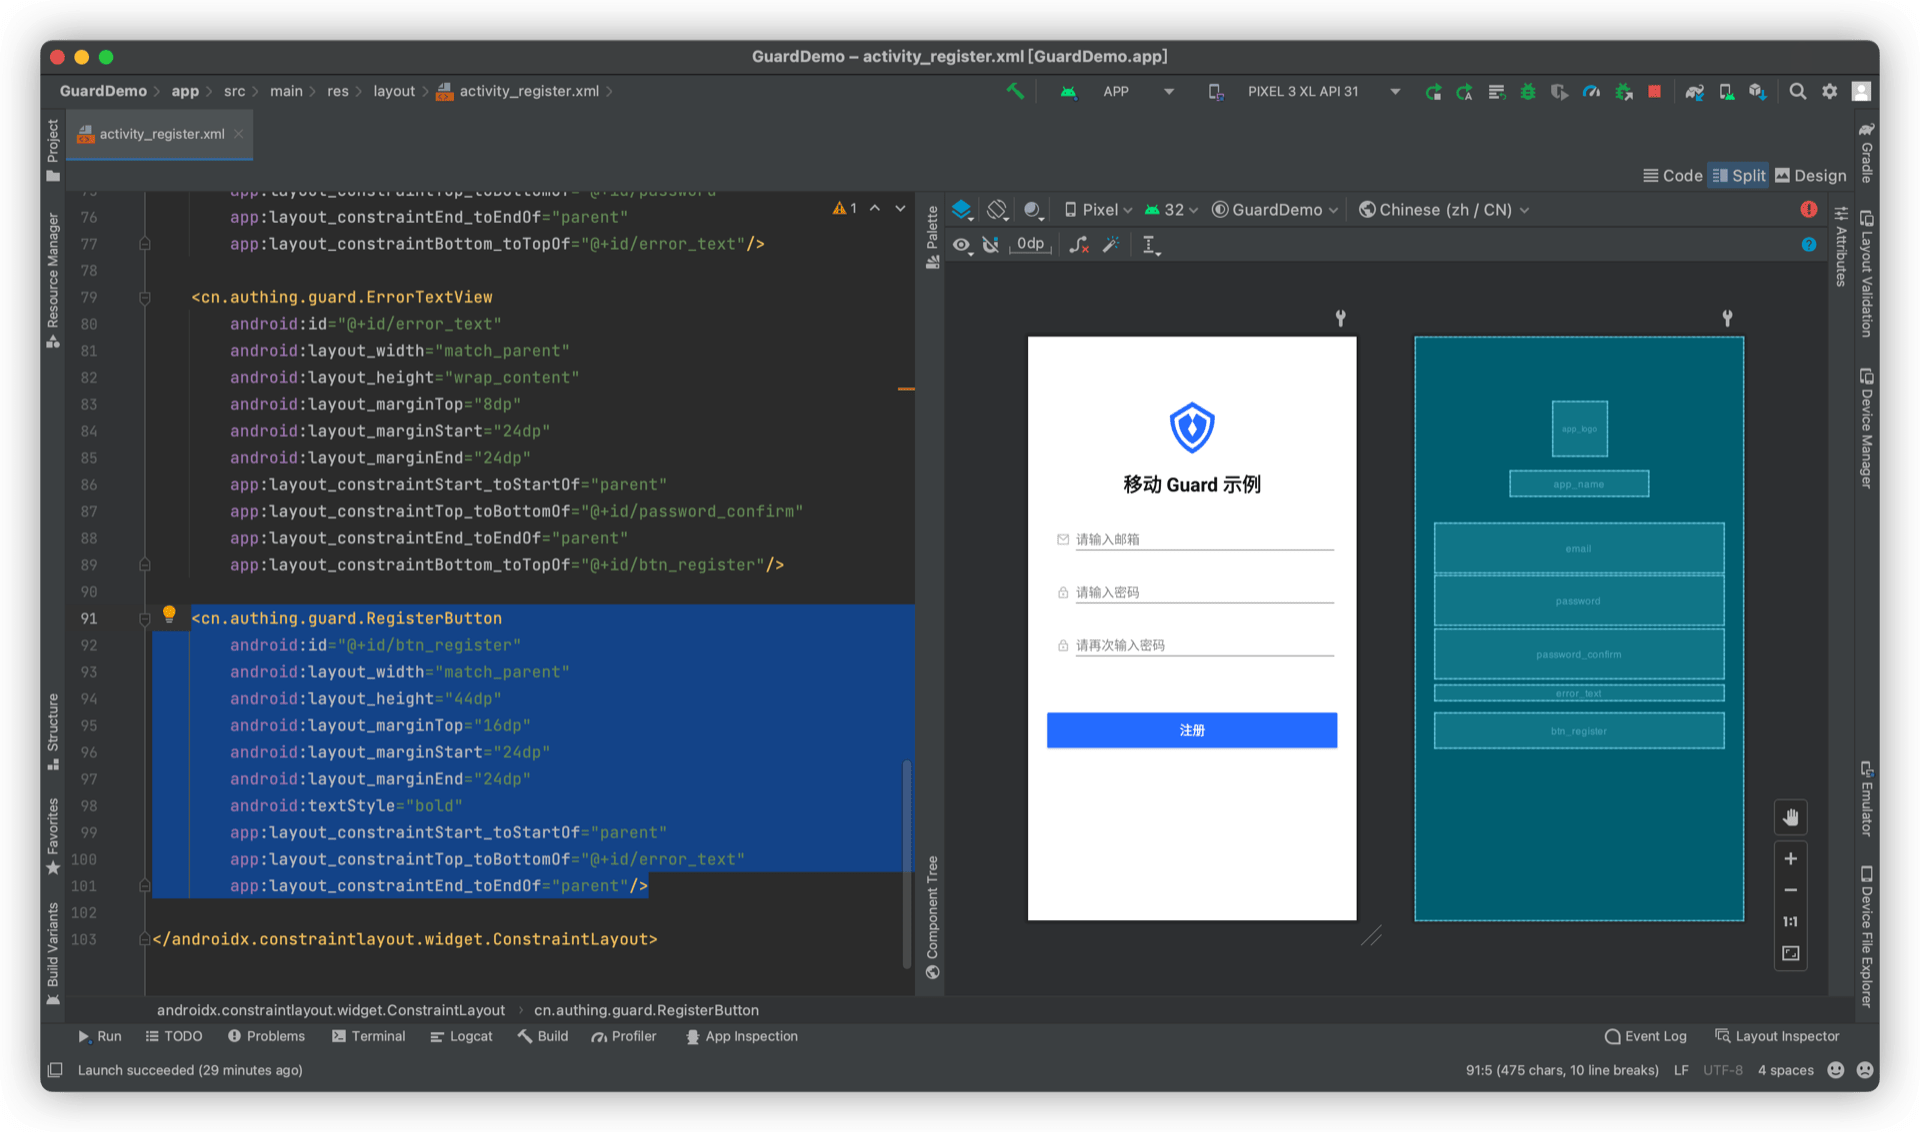 GuardDemo – activity_register.xml [GuardDemo.app]
GuardDemo app src main res layout activity_register.xml
APP PIXEL 3 XL API 31
activity_register.xml
Code Split Design
Project
Resource Manager
Structure
Favorites
Build Variants
75 app:layout_constraintTop_toBottomOf="@+id/password"
76 app:layout_constraintEnd_toEndOf="parent"
77 app:layout_constraintBottom_toTopOf="@+id/error_text"/>
78
79 <cn.authing.guard.ErrorTextView
80 android:id="@+id/error_text"
81 android:layout_width="match_parent"
82 android:layout_height="wrap_content"
83 android:layout_marginTop="8dp"
84 android:layout_marginStart="24dp"
85 android:layout_marginEnd="24dp"
86 app:layout_constraintStart_toStartOf="parent"
87 app:layout_constraintTop_toBottomOf="@+id/password_confirm"
88 app:layout_constraintEnd_toEndOf="parent"
89 app:layout_constraintBottom_toTopOf="@+id/btn_register"/>
90
91 <cn.authing.guard.RegisterButton
92 android:id="@+id/btn_register"
93 android:layout_width="match_parent"
94 android:layout_height="44dp"
95 android:layout_marginTop="16dp"
96 android:layout_marginStart="24dp"
97 android:layout_marginEnd="24dp"
98 android:textStyle="bold"
99 app:layout_constraintStart_toStartOf="parent"
100 app:layout_constraintTop_toBottomOf="@+id/error_text"
101 app:layout_constraintEnd_toEndOf="parent"/>
102
103 </androidx.constraintlayout.widget.ConstraintLayout>
1
Palette
Component Tree
Pixel 32 GuardDemo Chinese (zh / CN)
0dp
移动 Guard 示例
请输入邮箱
请输入密码
请再次输入密码
注册
app_logo
app_name
email
password
password_confirm
error_text
btn_register
1:1
Attributes
Gradle
Layout Validation
Device Manager
Emulator
Device File Explorer
androidx.constraintlayout.widget.ConstraintLayout cn.authing.guard.RegisterButton
Run TODO Problems Terminal Logcat Build Profiler App Inspection Event Log Layout Inspector
Launch succeeded (29 minutes ago) 91:5 (475 chars, 10 line breaks) LF UTF-8 4 spaces